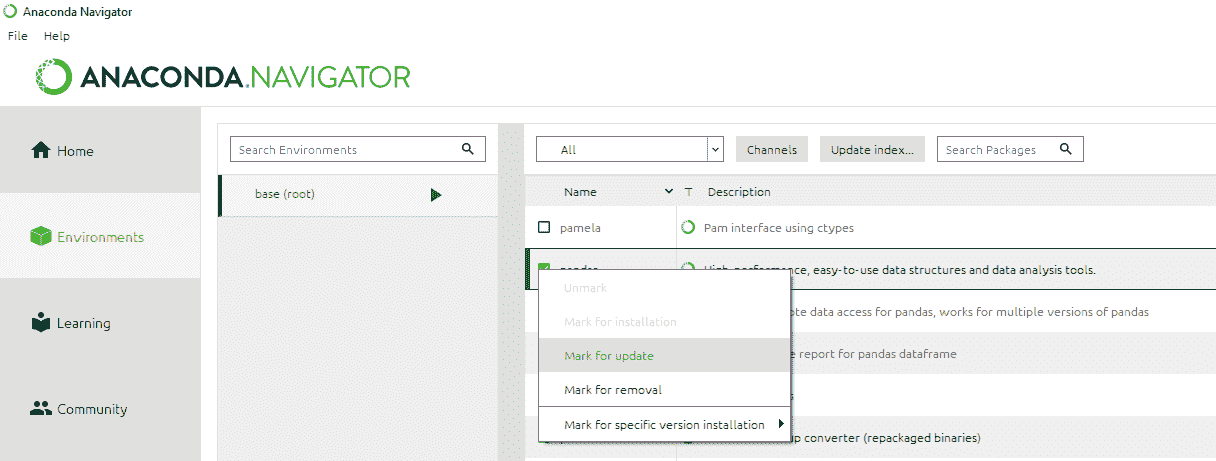 Anaconda Navigator
File Help
ANACONDA.NAVIGATOR
Home
Environments
Learning
Community
Search Environments
base (root)
All Channels Update index... Search Packages
Name T Description
pamela Pam interface using ctypes
High-performance, easy-to-use data structures and data analysis tools.
data access for pandas, works for multiple versions of pandas
report for pandas dataframe
converter (repackaged binaries)
Unmark
Mark for installation
Mark for update
Mark for removal
Mark for specific version installation